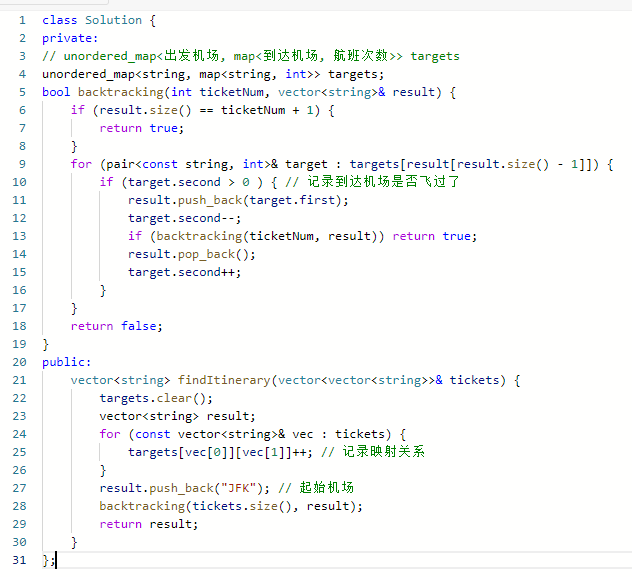 1 class Solution {
2 private:
3 // unordered_map<出发机场, map<到达机场, 航班次数>> targets
4 unordered_map<string, map<string, int>> targets;
5 bool backtracking(int ticketNum, vector<string>& result) {
6     if (result.size() == ticketNum + 1) {
7         return true;
8     }
9     for (pair<const string, int>& target : targets[result[result.size() - 1]]) {
10         if (target.second > 0 ) { // 记录到达机场是否飞过了
11             result.push_back(target.first);
12             target.second--;
13             if (backtracking(ticketNum, result)) return true;
14             result.pop_back();
15             target.second++;
16         }
17     }
18     return false;
19 }
20 public:
21     vector<string> findItinerary(vector<vector<string>>& tickets) {
22         targets.clear();
23         vector<string> result;
24         for (const vector<string>& vec : tickets) {
25             targets[vec[0]][vec[1]]++; // 记录映射关系
26         }
27         result.push_back("JFK"); // 起始机场
28         backtracking(tickets.size(), result);
29         return result;
30     }
31 };